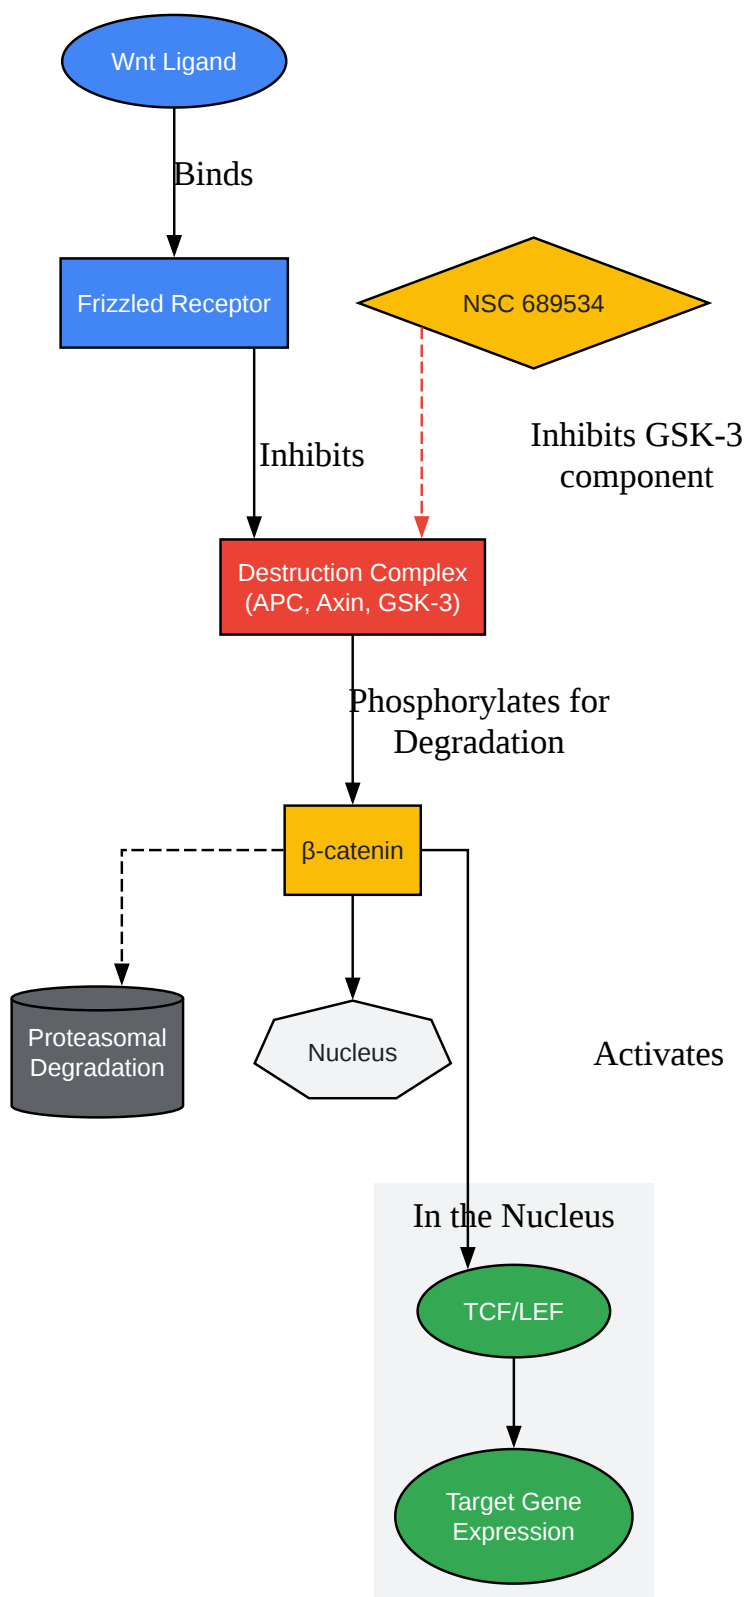 Wnt Ligand
Binds
Frizzled Receptor
NSC 689534
Inhibits
Inhibits GSK-3
component
Destruction Complex
(APC, Axin, GSK-3)
Phosphorylates for
Degradation
β-catenin
Proteasomal
Degradation
Nucleus
Activates
In the Nucleus
TCF/LEF
Target Gene
Expression